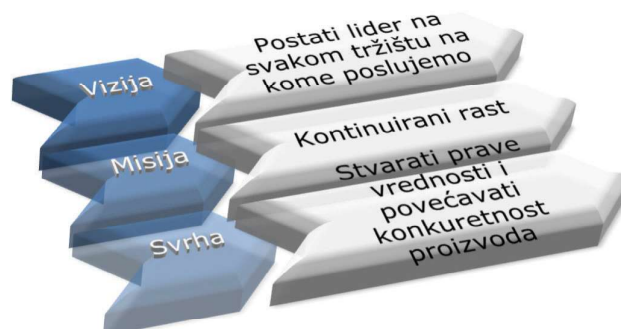 Vizija
Postati lider na
svakom tržištu na
kome poslujemo
Misija
Kontinuirani rast
Svrha
Stvarati prave
vrednosti i
povećavati
konkuretnost
proizvoda